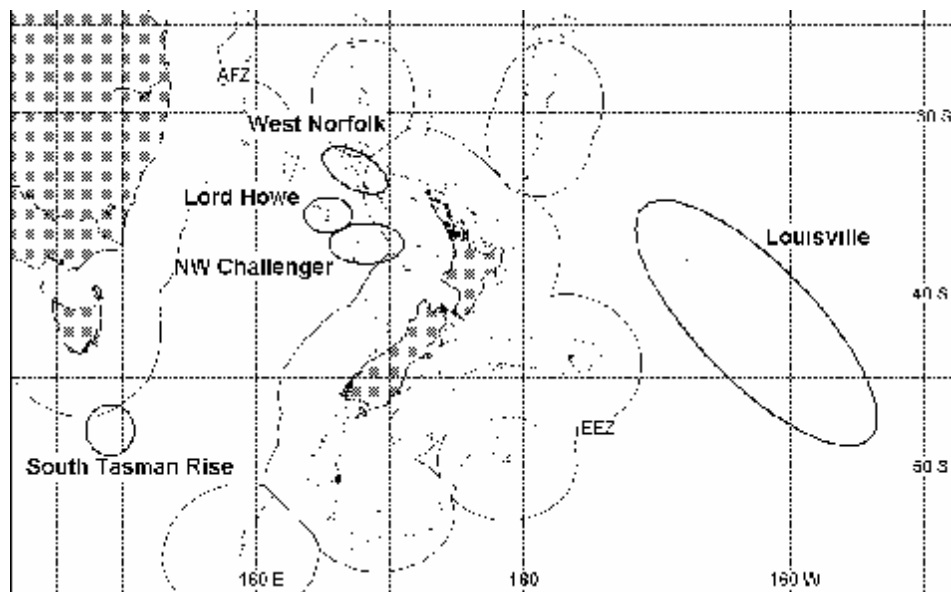 AFZ
30 S
West Norfolk
Lord Howe
Louisville
NW Challenger
40 S
EEZ
South Tasman Rise
50 S
160 E
180
160 W